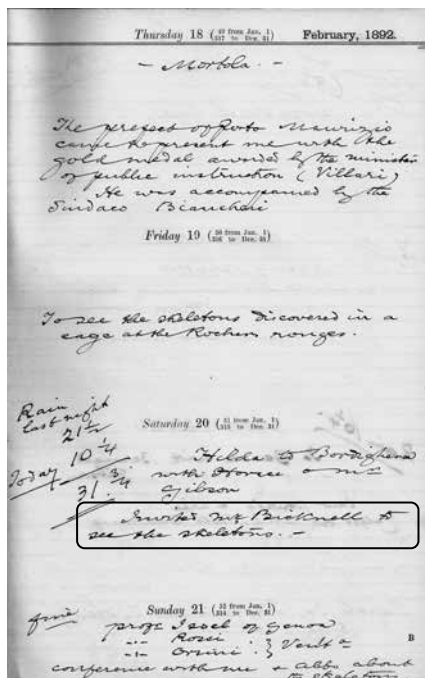 Thursday 18 (49 from Jan. 1 / 317 to Dec. 31) February, 1892.
- Mortola. -
The prefect of Porto Maurizio
came to present me with the
gold medal awarded by the minister
of public instruction (Villari)
He was accompanied by the
Sindaco Biancheri
Friday 19 (50 from Jan. 1 / 316 to Dec. 31)
To see the skeletons discovered in a
cage at the Rochers rouges.
Rain
last night
21 1/2
Today 10 1/4
31. 3/4
Saturday 20 (51 from Jan. 1 / 315 to Dec. 31)
Hilda to Bordighera
with Horice & Mr
Gibson
Invited Mr Bicknell to
see the skeletons. -
Sunday 21 (52 from Jan. 1 / 314 to Dec. 31)
fine
profr Issel of Genoa
Rossi
Orsini
B
conference with me & abbo about
the skeletons